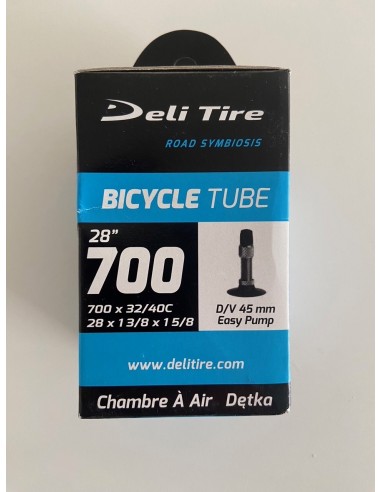 Deli Tire
ROAD SYMBIOSIS
BICYCLE TUBE
28"
700
700 x 32/40C
28 x 1 3/8 x 1 5/8
D/V 45 mm
Easy Pump
www.delitire.com
Chambre À Air Dętka